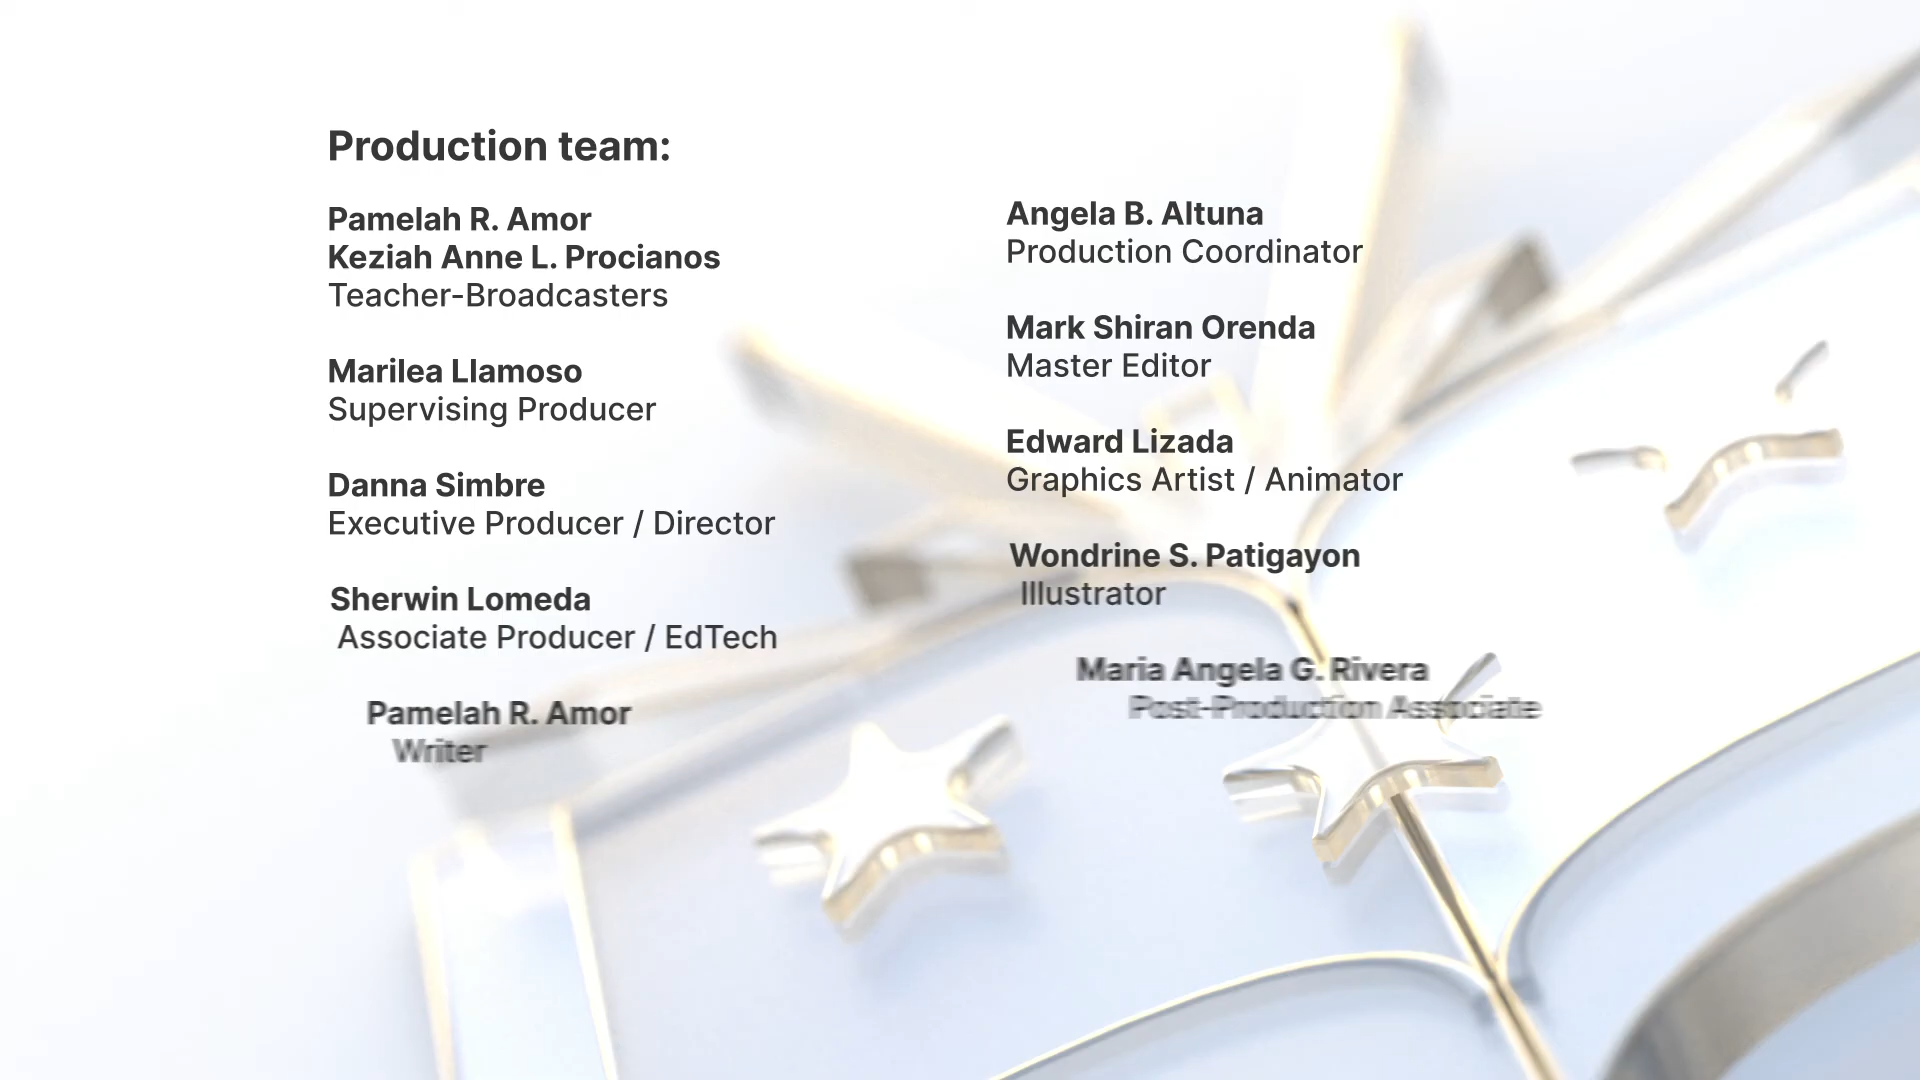 Production team:
Pamelah R. Amor
Keziah Anne L. Procianos
Teacher-Broadcasters
Marilea Llamoso
Supervising Producer
Danna Simbre
Executive Producer / Director
Sherwin Lomeda
Associate Producer / EdTech
Pamelah R. Amor
Writer
Angela B. Altuna
Production Coordinator
Mark Shiran Orenda
Master Editor
Edward Lizada
Graphics Artist / Animator
Wondrine S. Patigayon
Illustrator
Maria Angela G. Rivera
Post-Production Associate